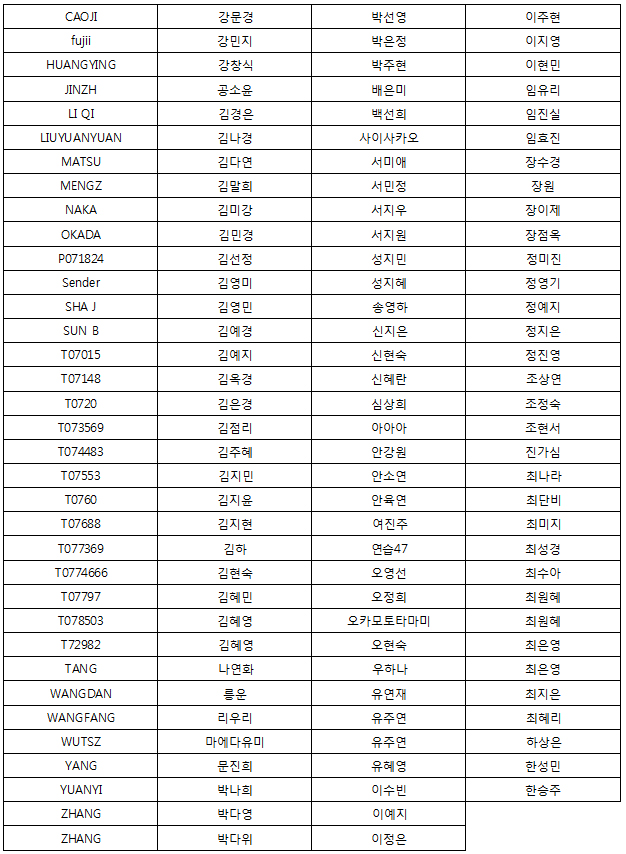 CAOJI 강문경 박선영 이주현
fujii 강민지 박은정 이지영
HUANGYING 강창식 박주현 이현민
JINZH 공소윤 배은미 임유리
LI QI 김경은 백선희 임진실
LIUYUANYUAN 김나경 사이사카오 임효진
MATSU 김다연 서미애 장수경
MENGZ 김말희 서민정 장원
NAKA 김미강 서지우 장이제
OKADA 김민경 서지원 장점옥
P071824 김선정 성지민 정미진
Sender 김영미 성지혜 정영기
SHA J 김영민 송영하 정예지
SUN B 김예경 신지은 정지은
T07015 김예지 신현숙 정진영
T07148 김옥경 신혜란 조상연
T0720 김은경 심상희 조정숙
T073569 김점리 아아아 조현서
T074483 김주혜 안강원 진가심
T07553 김지민 안소연 최나라
T0760 김지윤 안육연 최단비
T07688 김지현 여진주 최미지
T077369 김하 연습47 최성경
T0774666 김현숙 오영선 최수아
T07797 김혜민 오정희 최원혜
T078503 김혜영 오카모토타마미 최원혜
T72982 김혜영 오현숙 최은영
TANG 나연화 우하나 최은영
WANGDAN 릉운 유연재 최지은
WANGFANG 리우리 유주연 최혜리
WUTSZ 마에다유미 유주연 하상은
YANG 문진희 유혜영 한성민
YUANYI 박나희 이수빈 한승주
ZHANG 박다영 이예지
ZHANG 박다위 이정은